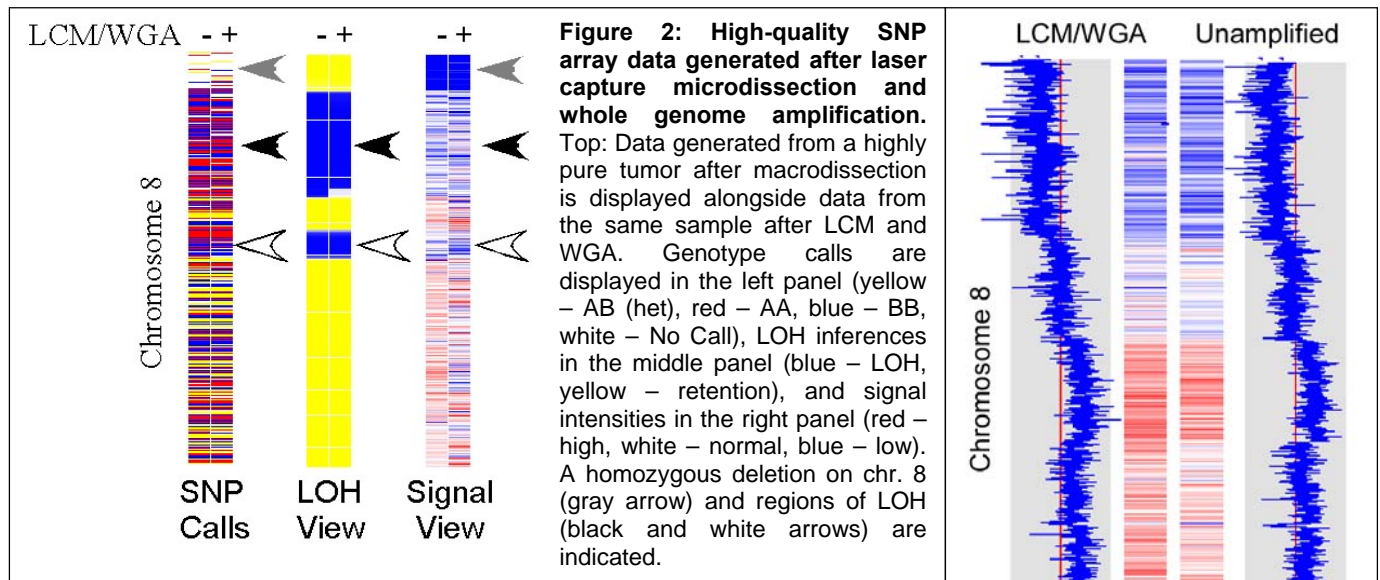 LCM/WGA - + - + - +
Chromosome 8
SNP Calls
LOH View
Signal View
Figure 2: High-quality SNP
array data generated after laser
capture microdissection and
whole genome amplification.
Top: Data generated from a highly
pure tumor after macrodissection
is displayed alongside data from
the same sample after LCM and
WGA. Genotype calls are
displayed in the left panel (yellow
– AB (het), red – AA, blue – BB,
white – No Call), LOH inferences
in the middle panel (blue – LOH,
yellow – retention), and signal
intensities in the right panel (red –
high, white – normal, blue – low).
A homozygous deletion on chr. 8
(gray arrow) and regions of LOH
(black and white arrows) are
indicated.
LCM/WGA Unamplified
Chromosome 8